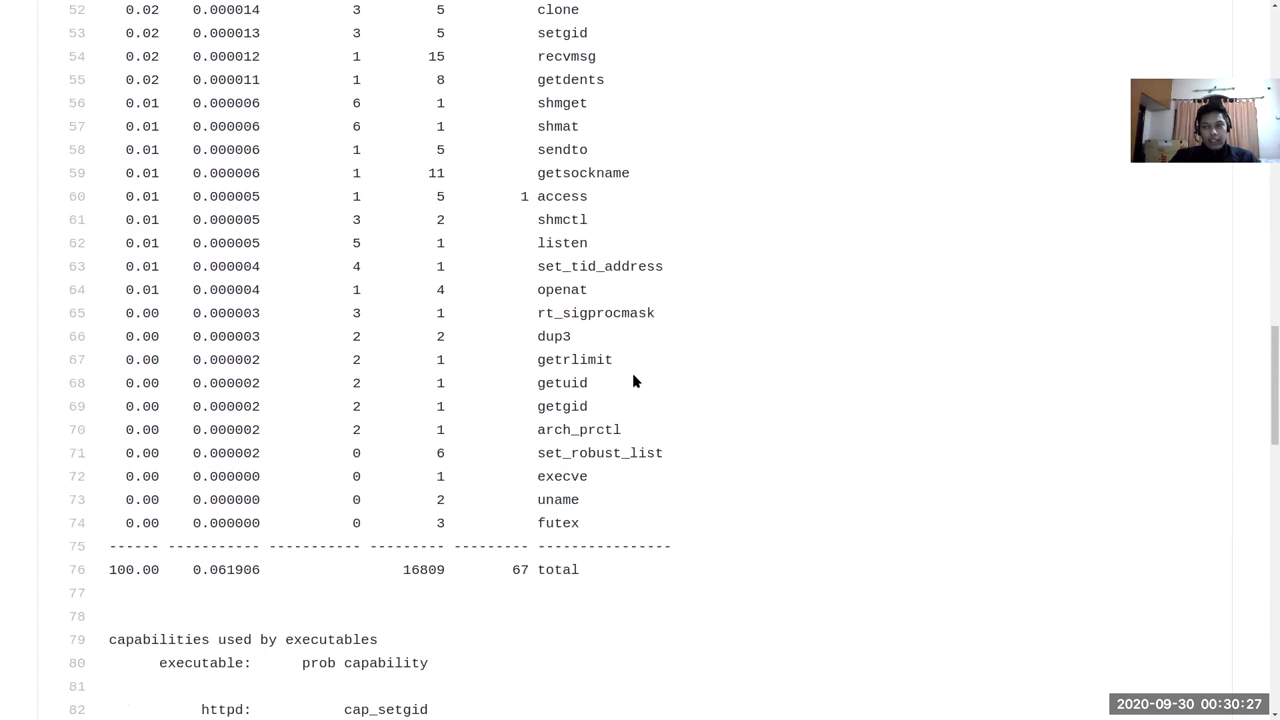 52 0.02 0.000014 3 5 clone
53 0.02 0.000013 3 5 setgid
54 0.02 0.000012 1 15 recvmsg
55 0.02 0.000011 1 8 getdents
56 0.01 0.000006 6 1 shmget
57 0.01 0.000006 6 1 shmat
58 0.01 0.000006 1 5 sendto
59 0.01 0.000006 1 11 getsockname
60 0.01 0.000005 1 5 1 access
61 0.01 0.000005 3 2 shmctl
62 0.01 0.000005 5 1 listen
63 0.01 0.000004 4 1 set_tid_address
64 0.01 0.000004 1 4 openat
65 0.00 0.000003 3 1 rt_sigprocmask
66 0.00 0.000003 2 2 dup3
67 0.00 0.000002 2 1 getrlimit
68 0.00 0.000002 2 1 getuid
69 0.00 0.000002 2 1 getgid
70 0.00 0.000002 2 1 arch_prctl
71 0.00 0.000002 0 6 set_robust_list
72 0.00 0.000000 0 1 execve
73 0.00 0.000000 0 2 uname
74 0.00 0.000000 0 3 futex
75 ------ ----------- ----------- --------- --------- ----------------
76 100.00 0.061906 16809 67 total
77
78
79 capabilities used by executables
80 executable: prob capability
81
82 httpd: cap_setgid
2020-09-30 00:30:27